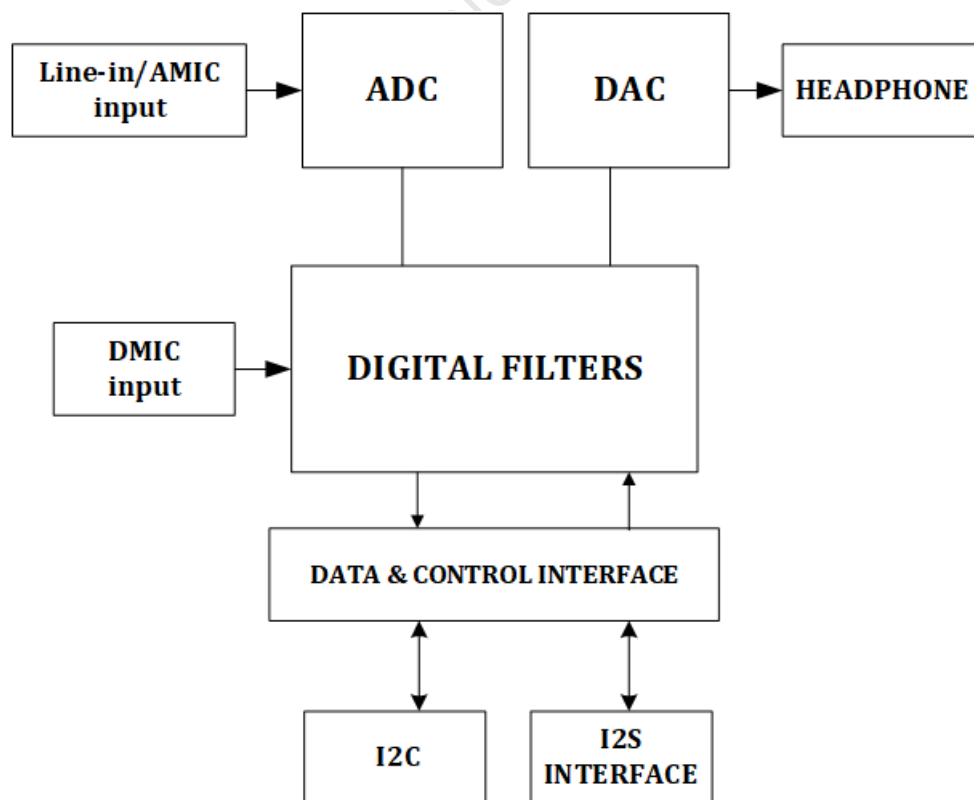 Line-in/AMIC
input
ADC
DAC
HEADPHONE
DMIC
input
DIGITAL FILTERS
DATA & CONTROL INTERFACE
I2C
I2S
INTERFACE